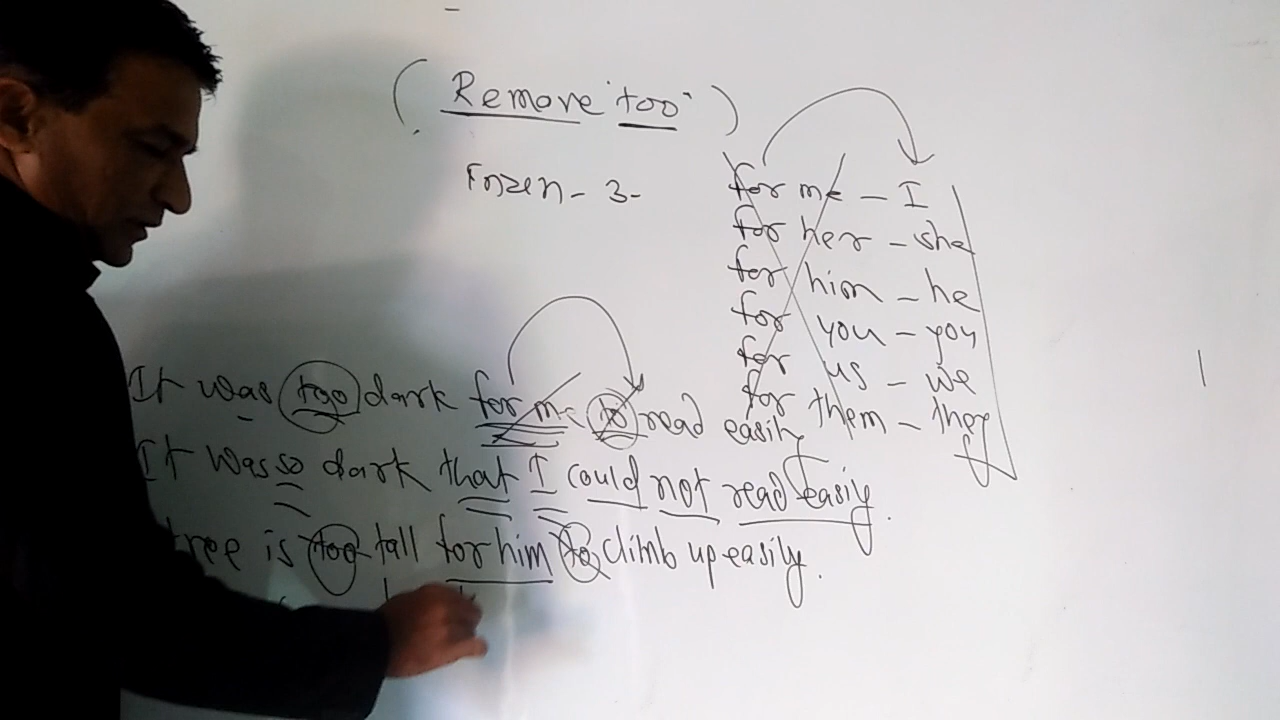 ( Remove "too" )
- 3 -
for me - I
for her - she
for him - he
for you - you
for us - we
for them - they
It was too dark for me to read easily
It was so dark that I could not read easily.
tree is too tall for him to climb up easily.